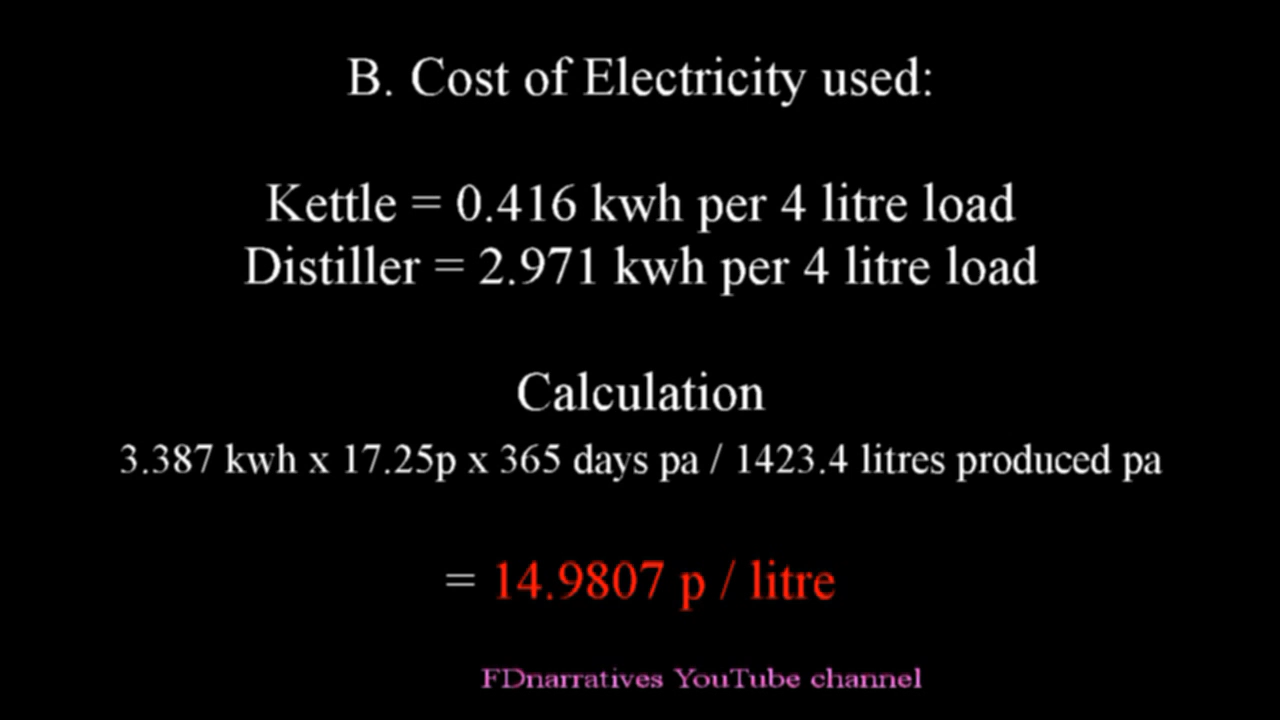 B. Cost of Electricity used:
Kettle = 0.416 kwh per 4 litre load
Distiller = 2.971 kwh per 4 litre load
Calculation
3.387 kwh x 17.25p x 365 days pa / 1423.4 litres produced pa
= 14.9807 p / litre
FDnarratives YouTube channel